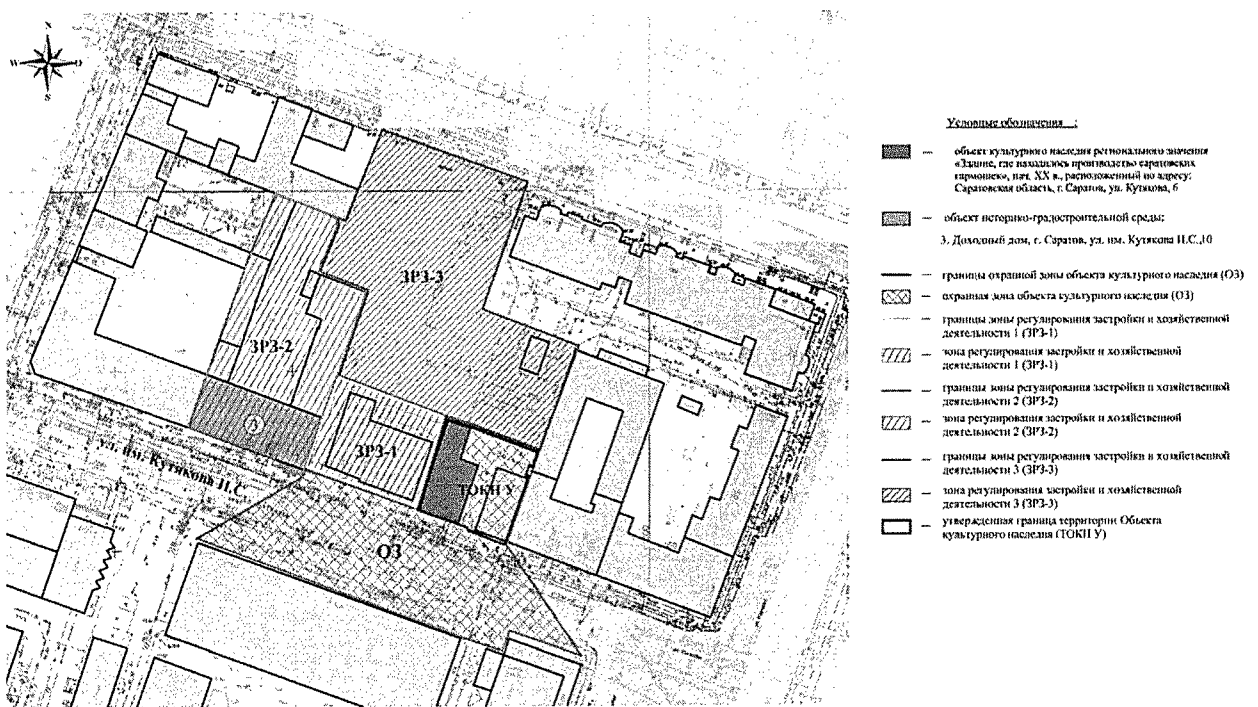 N
W
O
S
ЗРЗ-3
ЗРЗ-2
3
ЗРЗ-1
ТОКН У
ул. им. Кутякова И.С.
ОЗ
Условные обозначения :
– объект культурного наследия регионального значения
«Здание, где находилось производство саратовских
гармошек», нач. XX в., расположенный по адресу:
Саратовская область, г. Саратов, ул. Кутякова, 6
– объект историко-градостроительной среды;
3. Доходный дом, г. Саратов, ул. им. Кутякова И.С.,10
– границы охранной зоны объекта культурного наследия (ОЗ)
– охранная зона объекта культурного наследия (ОЗ)
– границы зоны регулирования застройки и хозяйственной
деятельности 1 (ЗРЗ-1)
– зона регулирования застройки и хозяйственной
деятельности 1 (ЗРЗ-1)
– границы зоны регулирования застройки и хозяйственной
деятельности 2 (ЗРЗ-2)
– зона регулирования застройки и хозяйственной
деятельности 2 (ЗРЗ-2)
– границы зоны регулирования застройки и хозяйственной
деятельности 3 (ЗРЗ-3)
– зона регулирования застройки и хозяйственной
деятельности 3 (ЗРЗ-3)
– утвержденная граница территории Объекта
культурного наследия (ТОКН У)